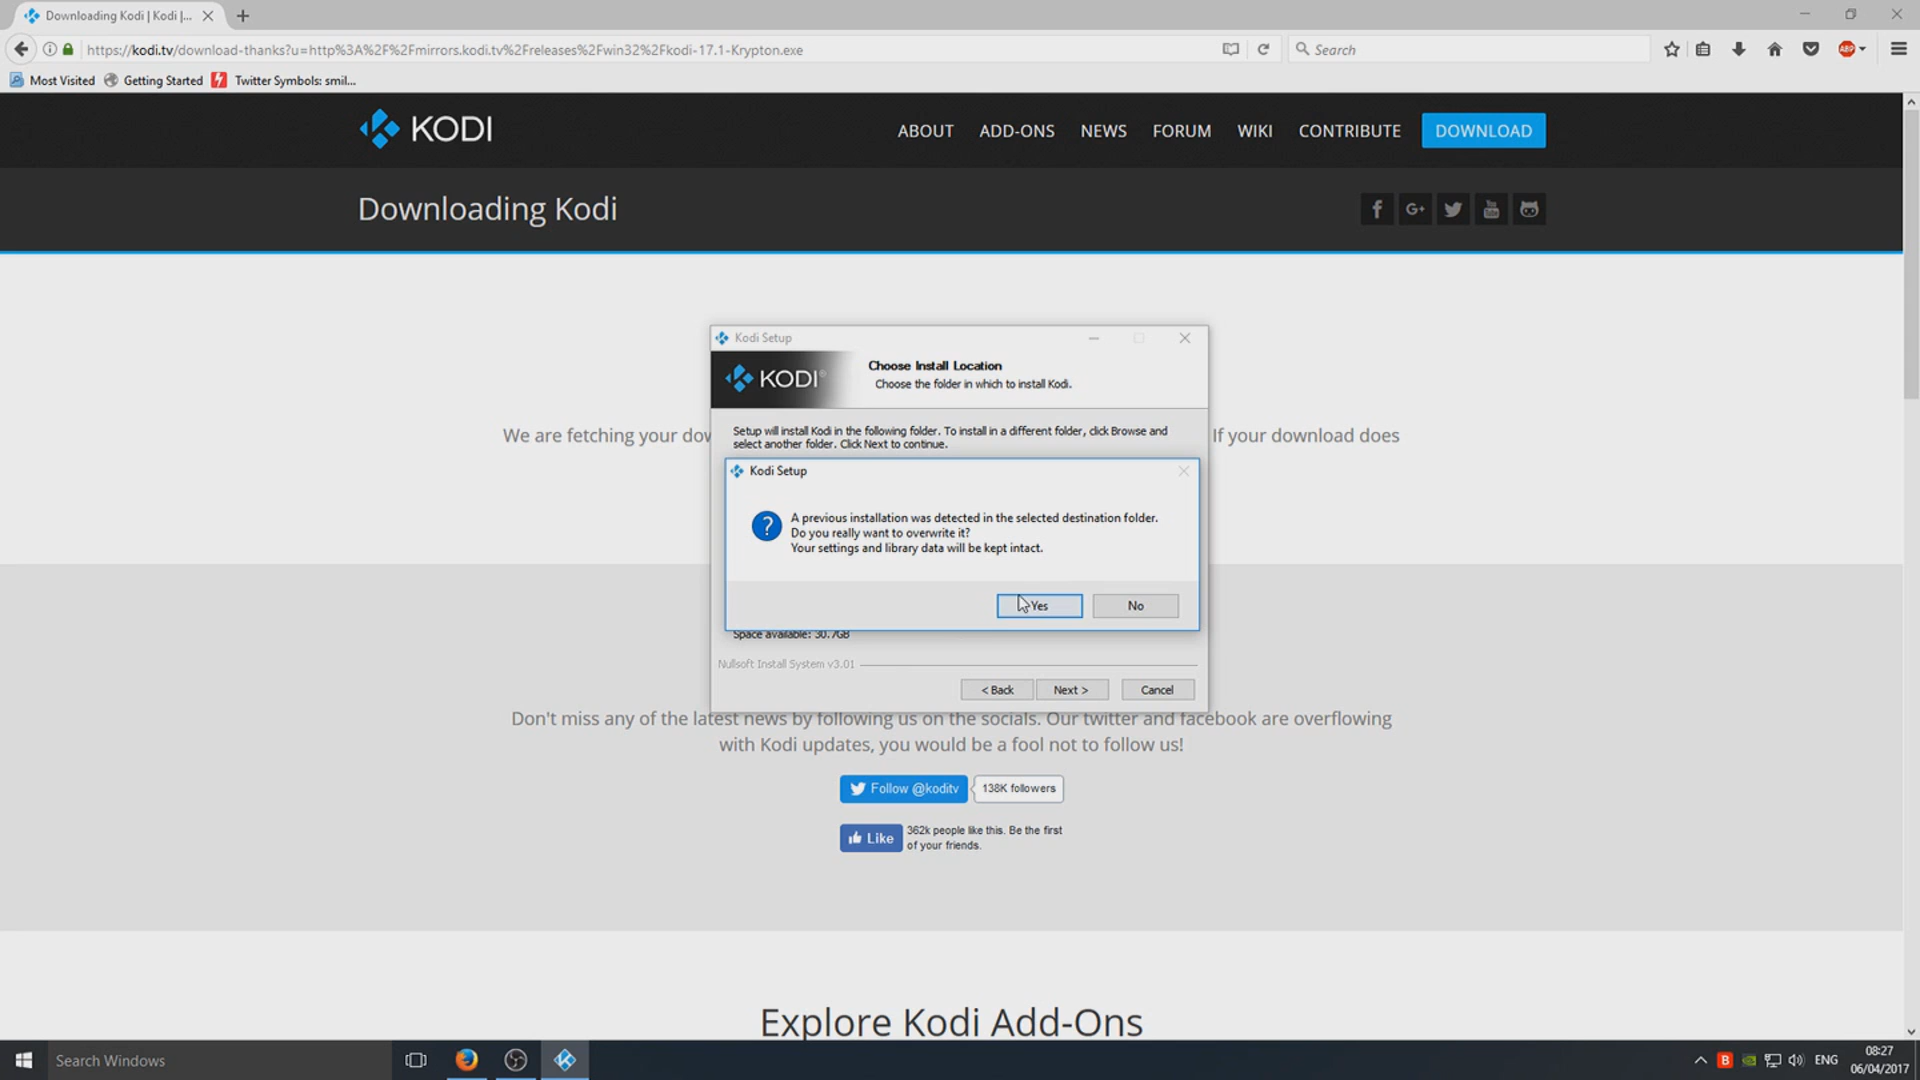 Downloading Kodi | Kodi |...
https://kodi.tv/download-thanks?u=http%3A%2F%2Fmirrors.kodi.tv%2Freleases%2Fwin32%2Fkodi-17.1-Krypton.exe
Search
ABP
Most Visited
Getting Started
Twitter Symbols: smil...
KODI
ABOUT
ADD-ONS
NEWS
FORUM
WIKI
CONTRIBUTE
DOWNLOAD
Downloading Kodi
We are fetching your dow
If your download does
Kodi Setup
KODI®
Choose Install Location
Choose the folder in which to install Kodi.
Setup will install Kodi in the following folder. To install in a different folder, click Browse and
select another folder. Click Next to continue.
Kodi Setup
A previous installation was detected in the selected destination folder.
Do you really want to overwrite it?
Your settings and library data will be kept intact.
Yes
No
Space available: 30.7GB
Nullsoft Install System v3.01
< Back
Next >
Cancel
Don't miss any of the latest news by following us on the socials. Our twitter and facebook are overflowing
with Kodi updates, you would be a fool not to follow us!
Follow @koditv
138K followers
Like
362k people like this. Be the first
of your friends.
Explore Kodi Add-Ons
Search Windows
B
ENG
08:27
06/04/2017